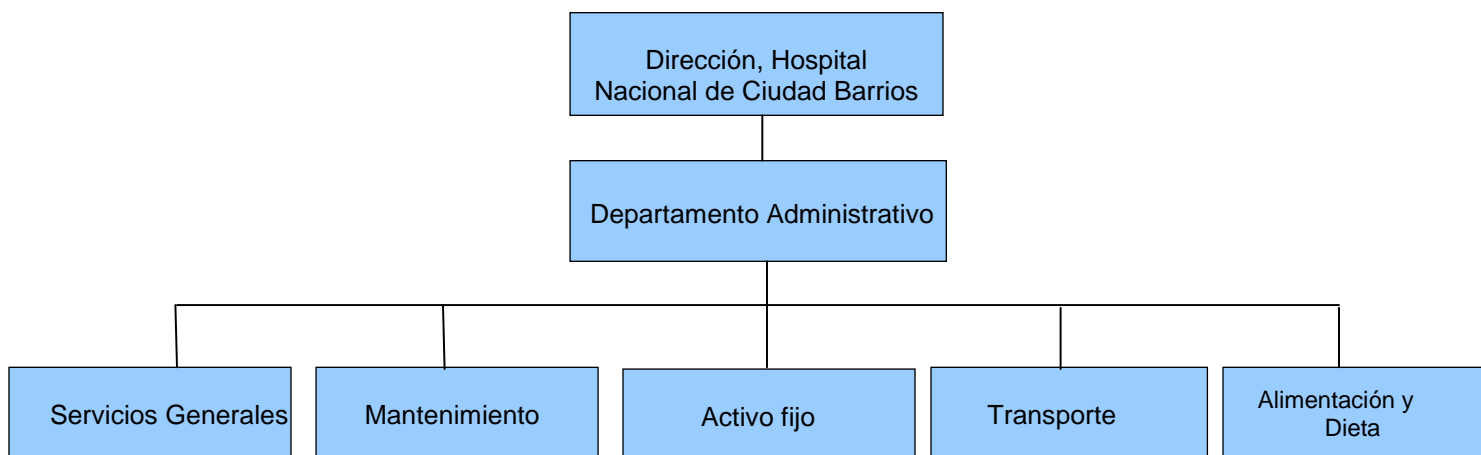 Dirección, Hospital
Nacional de Ciudad Barrios
Departamento Administrativo
Servicios Generales
Mantenimiento
Activo fijo
Transporte
Alimentación y
Dieta